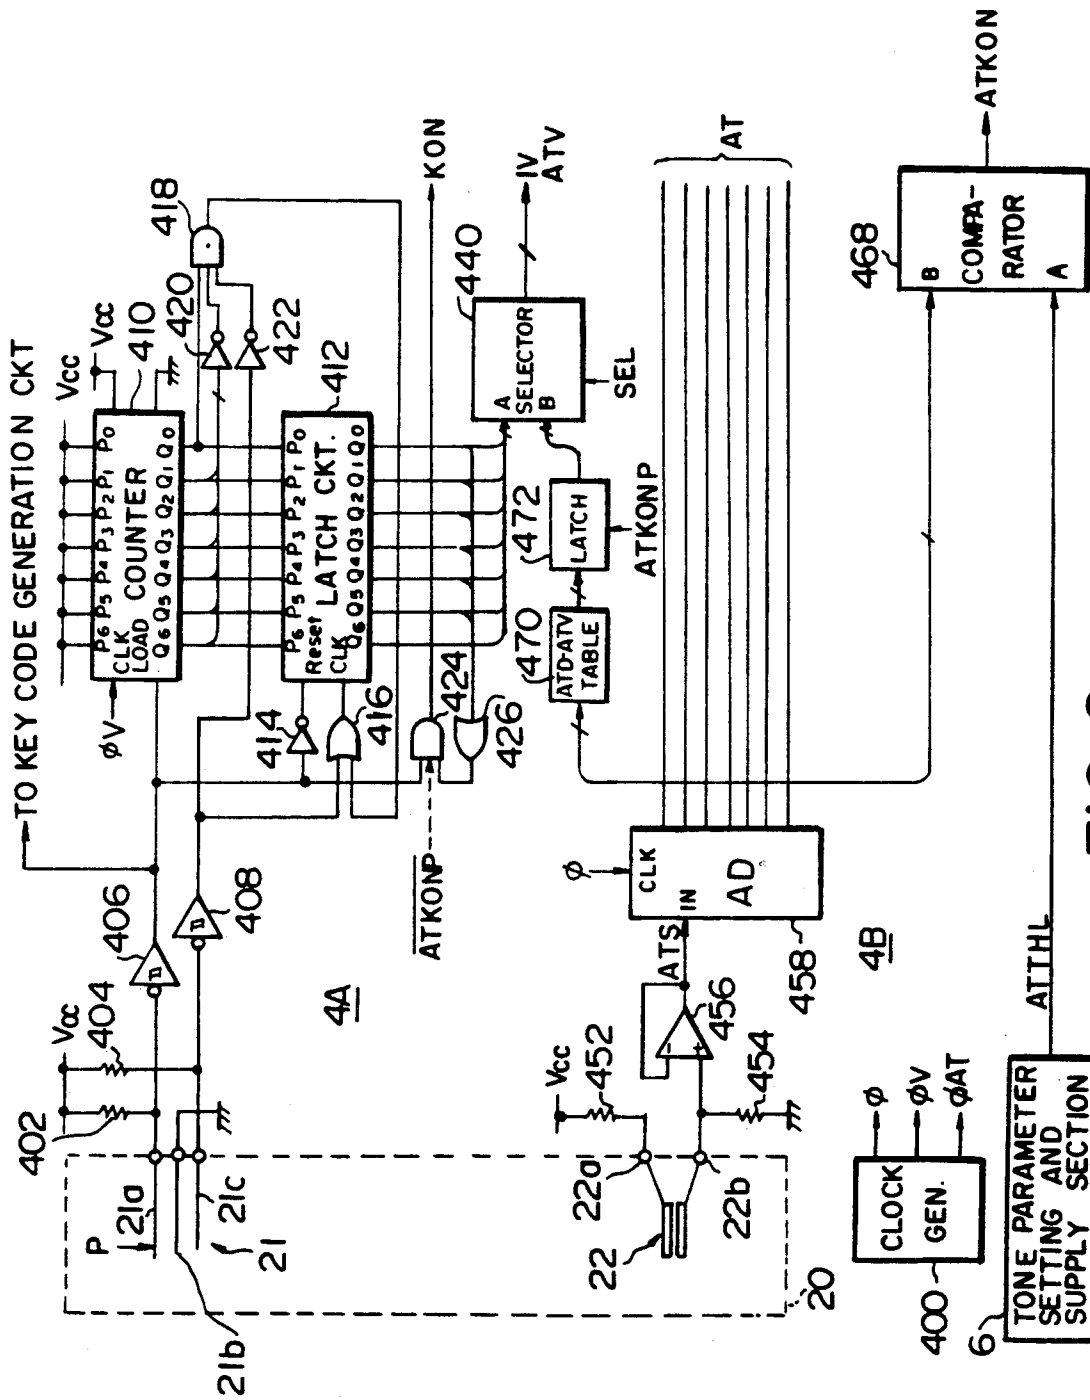 TO KEY CODE GENERATION CKT
Vcc
Vcc
410
P6 P5 P4 P3 P2 P1 P0
CLK
LOAD COUNTER
Q6 Q5 Q4 Q3 Q2 Q1 Q0
ϕV
418
420
422
406
408
412
P6 P5 P4 P3 P2 P1 P0
Reset
CLK
LATCH CKT.
Q6 Q5 Q4 Q3 Q2 Q1 Q0
414
416
424
426
ATKONP
KON
440
A
SELECTOR
B
SEL
IV
ATV
472
LATCH
ATKONP
470
ATD-ATV
TABLE
Vcc
404
402
4A
P
21a
21b
21c
21
22a
22
22b
20
Vcc
452
454
456
ATS
ϕ
CLK
IN
AD
458
4B
AT
468
B
COMPA-
RATOR
A
ATKON
ATTHL
CLOCK
GEN.
400
ϕ
ϕV
ϕAT
6
TONE PARAMETER
SETTING AND
SUPPLY SECTION